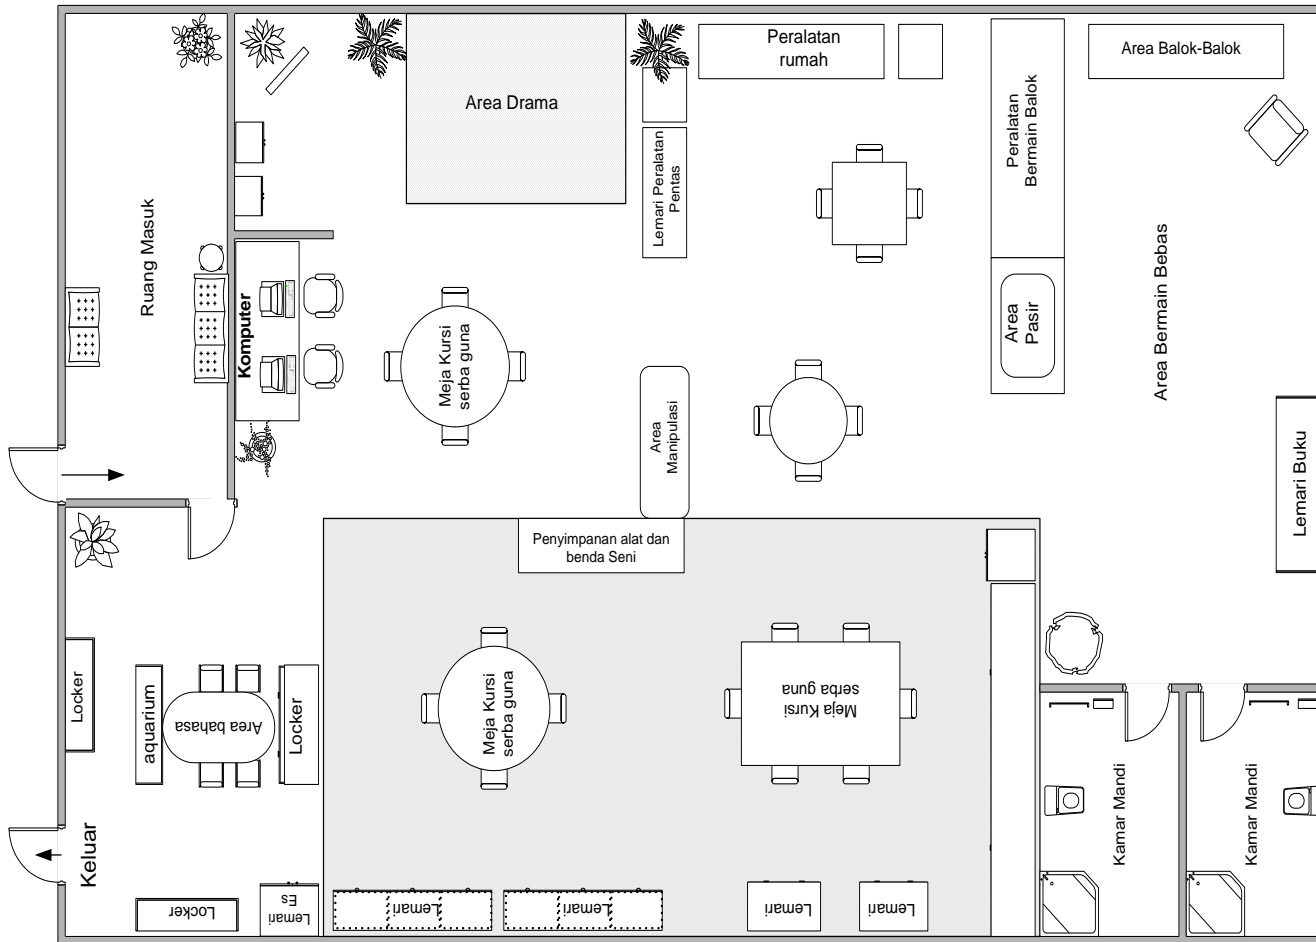 Peralatan
rumah
Area Balok-Balok
Area Drama
Peralatan
Bermain Balok
Lemari Peralatan
Pentas
Ruang Masuk
Komputer
Meja Kursi
serba guna
Area
Pasir
Area Bermain Bebas
Area
Manipulasi
Lemari Buku
Penyimpanan alat dan
benda Seni
Locker
aquarium
Area bahasa
Locker
Meja Kursi
serba guna
Meja Kursi
serba guna
Kamar Mandi
Kamar Mandi
Keluar
Locker
Lemari
Es
Lemari
Lemari
Lemari
Lemari